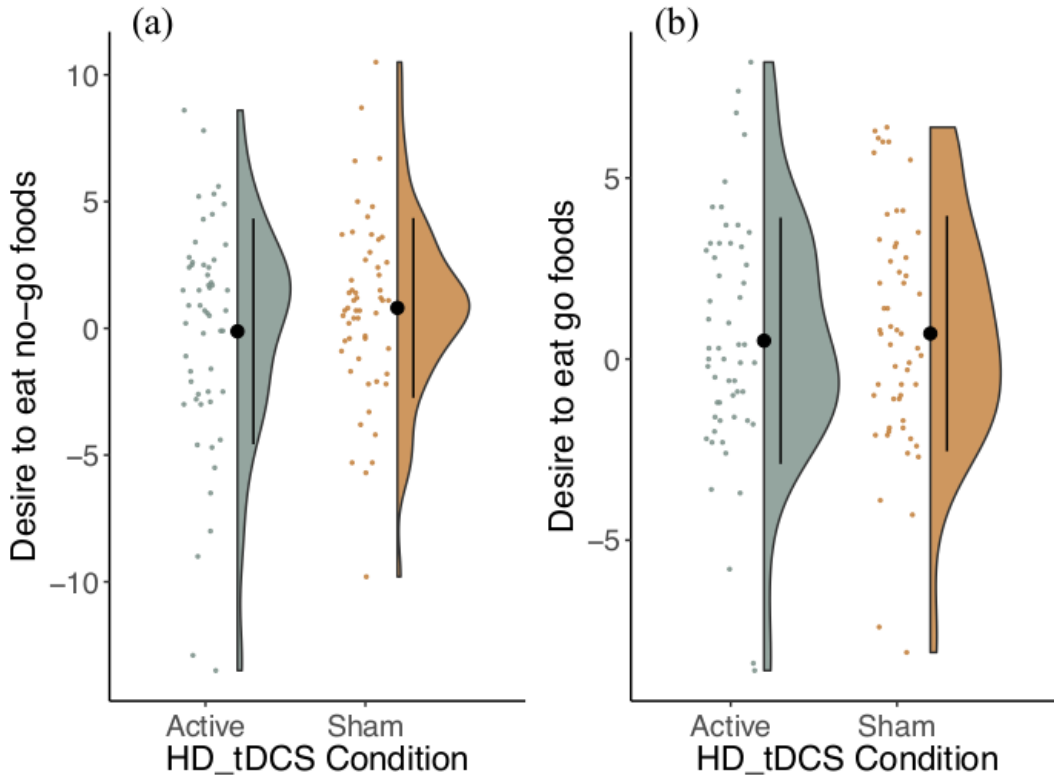 (a)
Desire to eat no-go foods
10
5
0
−5
−10
Active
Sham
HD_tDCS Condition
(b)
Desire to eat go foods
5
0
−5
Active
Sham
HD_tDCS Condition